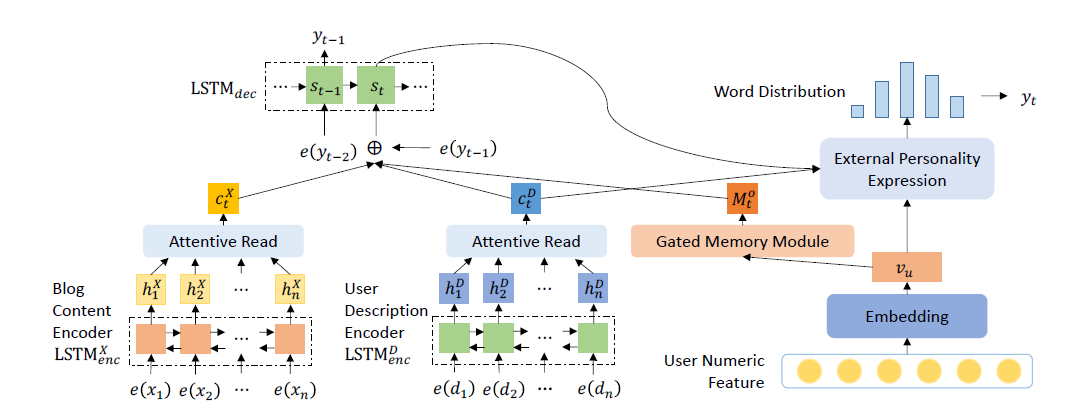 y_{t-1}
LSTM_{dec}
⋯ s_{t-1} s_t ⋯
e(y_{t-2}) ⊕ e(y_{t-1})
Word Distribution
y_t
External Personality
Expression
c_t^X
c_t^D
M_t^o
Attentive Read
Attentive Read
Gated Memory Module
v_u
Embedding
User Numeric
Feature
Blog
Content
Encoder
LSTM_{enc}^X
h_1^X h_2^X ⋯ h_n^X
⋯
e(x_1) e(x_2) ⋯ e(x_n)
User
Description
Encoder
LSTM_{enc}^D
h_1^D h_2^D ⋯ h_n^D
⋯
e(d_1) e(d_2) ⋯ e(d_n)